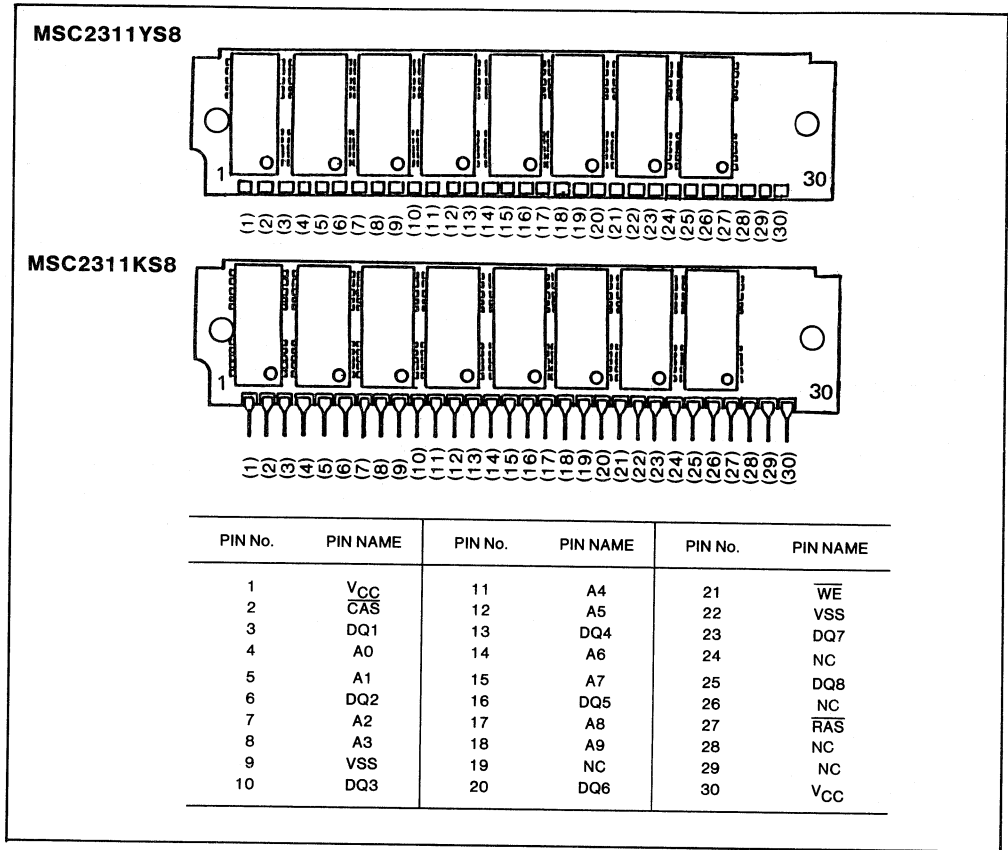 MSC2311YS8
1 30
(1) (2) (3) (4) (5) (6) (7) (8) (9) (10) (11) (12) (13) (14) (15) (16) (17) (18) (19) (20) (21) (22) (23) (24) (25) (26) (27) (28) (29) (30)
MSC2311KS8
1 30
(1) (2) (3) (4) (5) (6) (7) (8) (9) (10) (11) (12) (13) (14) (15) (16) (17) (18) (19) (20) (21) (22) (23) (24) (25) (26) (27) (28) (29) (30)
PIN No. PIN NAME PIN No. PIN NAME PIN No. PIN NAME
1 VCC 11 A4 21 W̅E̅
2 C̅A̅S̅ 12 A5 22 VSS
3 DQ1 13 DQ4 23 DQ7
4 A0 14 A6 24 NC
5 A1 15 A7 25 DQ8
6 DQ2 16 DQ5 26 NC
7 A2 17 A8 27 R̅A̅S̅
8 A3 18 A9 28 NC
9 VSS 19 NC 29 NC
10 DQ3 20 DQ6 30 VCC